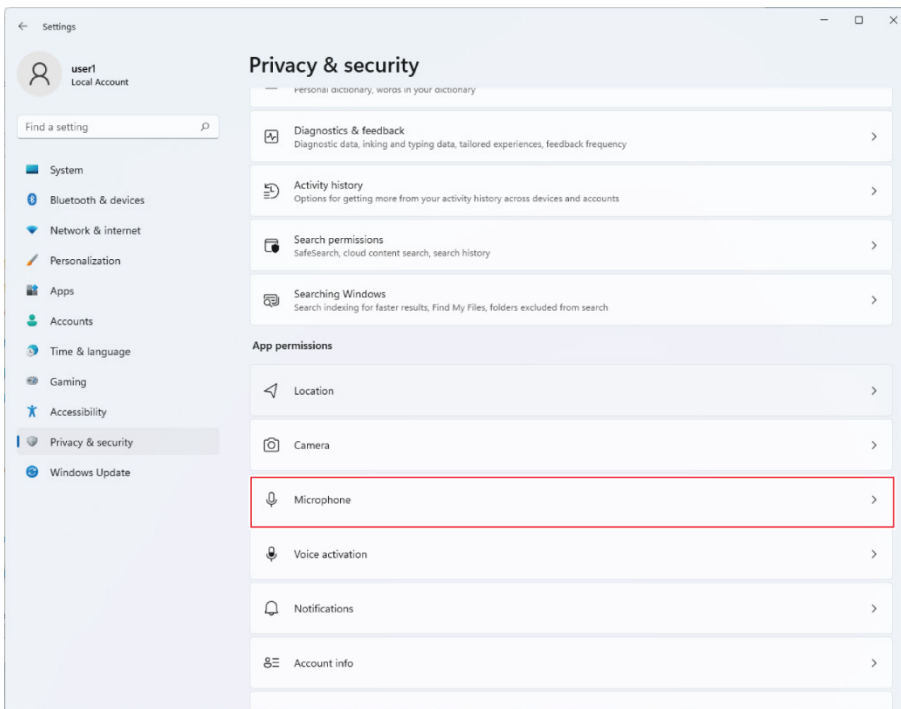 Settings
user1
Local Account
Find a setting
System
Bluetooth & devices
Network & internet
Personalization
Apps
Accounts
Time & language
Gaming
Accessibility
Privacy & security
Windows Update
Privacy & security
Personal dictionary, words in your dictionary
Diagnostics & feedback
Diagnostic data, inking and typing data, tailored experiences, feedback frequency
Activity history
Options for getting more from your activity history across devices and accounts
Search permissions
SafeSearch, cloud content search, search history
Searching Windows
Search indexing for faster results, Find My Files, folders excluded from search
App permissions
Location
Camera
Microphone
Voice activation
Notifications
Account info